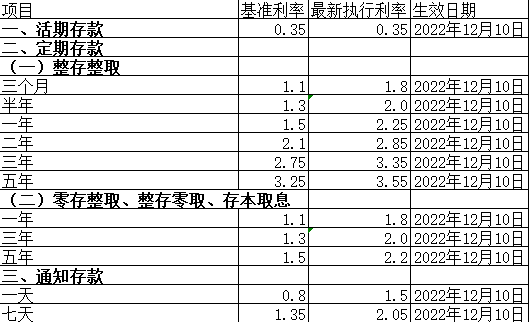 项目 基准利率 最新执行利率 生效日期
一、活期存款 0.35 0.35 2022年12月10日
二、定期存款
（一）整存整取
三个月 1.1 1.8 2022年12月10日
半年 1.3 2.0 2022年12月10日
一年 1.5 2.25 2022年12月10日
二年 2.1 2.85 2022年12月10日
三年 2.75 3.35 2022年12月10日
五年 3.25 3.55 2022年12月10日
（二）零存整取、整存零取、存本取息
一年 1.1 1.8 2022年12月10日
三年 1.3 2.0 2022年12月10日
五年 1.5 2.2 2022年12月10日
三、通知存款
一天 0.8 1.5 2022年12月10日
七天 1.35 2.05 2022年12月10日